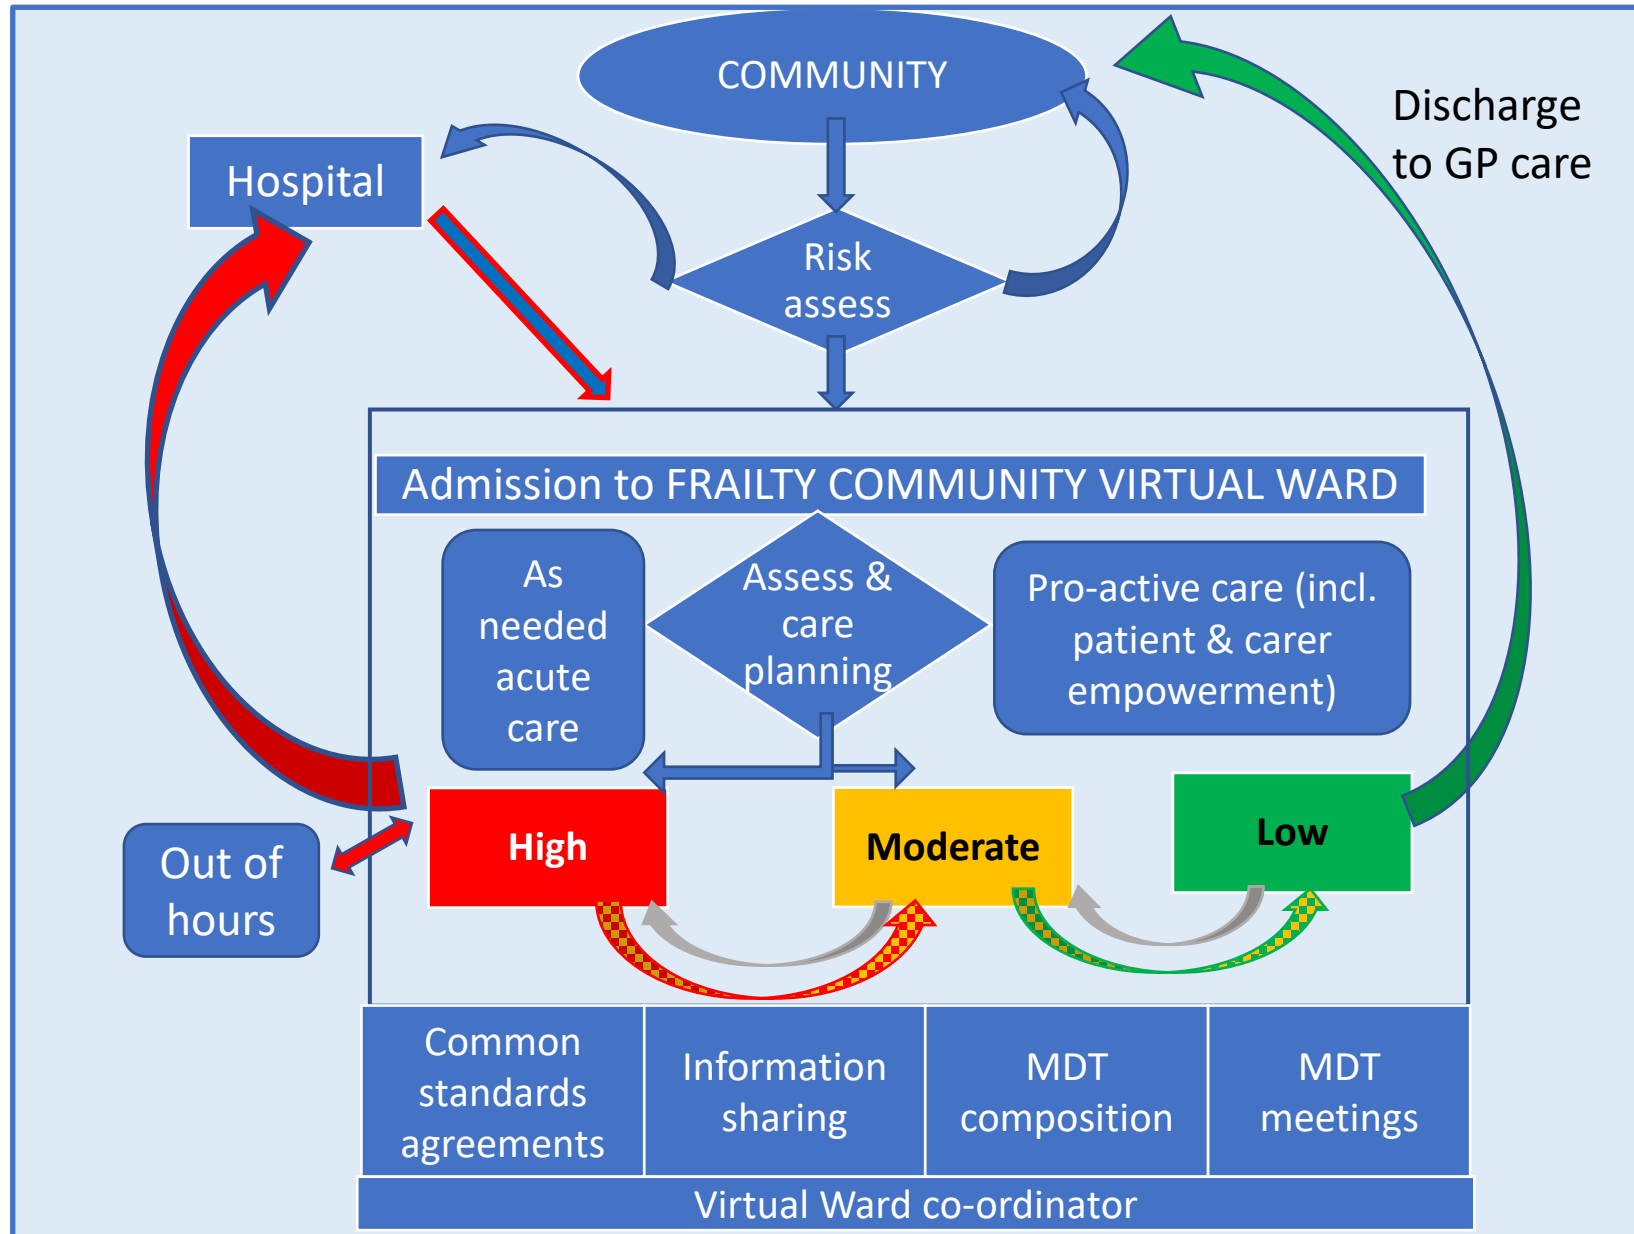 COMMUNITY
Discharge
to GP care
Hospital
Risk
assess
Admission to FRAILTY COMMUNITY VIRTUAL WARD
As
needed
acute
care
Assess &
care
planning
Pro-active care (incl.
patient & carer
empowerment)
High
Moderate
Low
Out of
hours
Common
standards
agreements
Information
sharing
MDT
composition
MDT
meetings
Virtual Ward co-ordinator